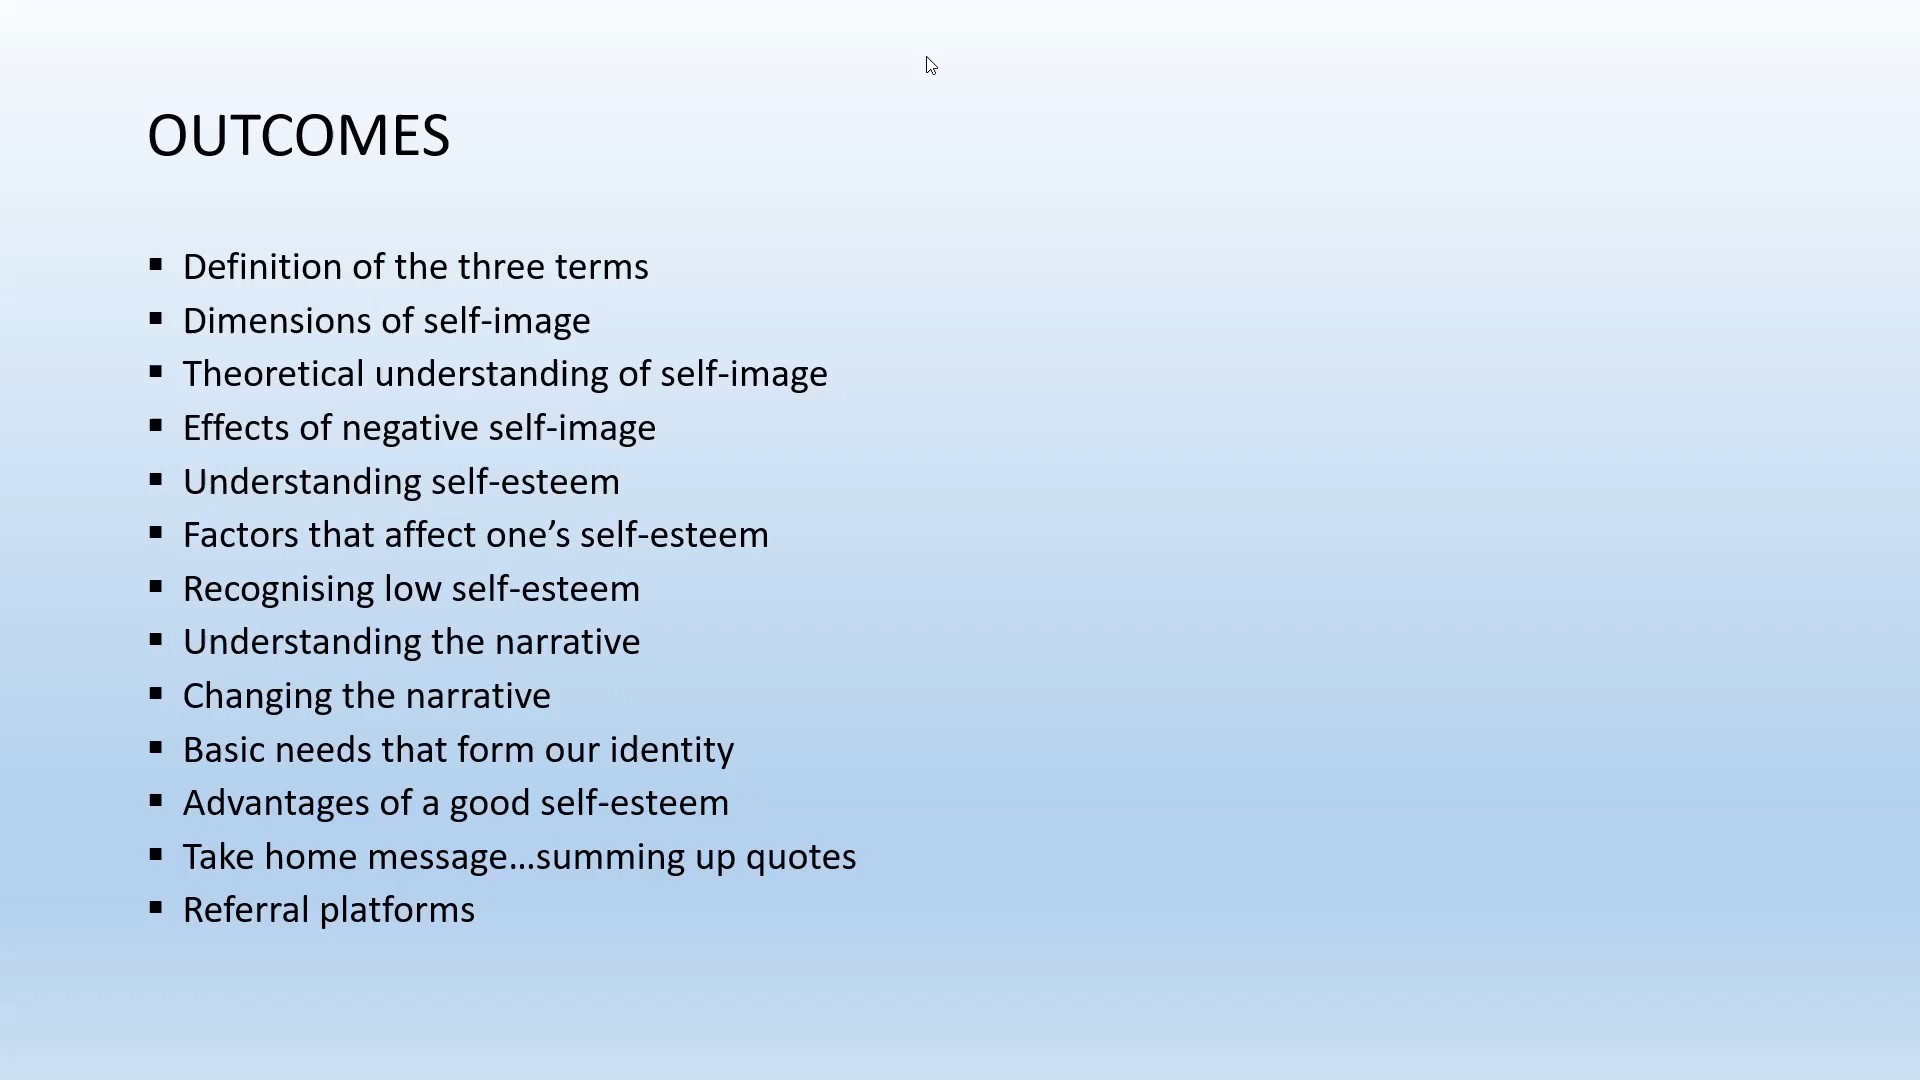 OUTCOMES
▪ Definition of the three terms
▪ Dimensions of self-image
▪ Theoretical understanding of self-image
▪ Effects of negative self-image
▪ Understanding self-esteem
▪ Factors that affect one’s self-esteem
▪ Recognising low self-esteem
▪ Understanding the narrative
▪ Changing the narrative
▪ Basic needs that form our identity
▪ Advantages of a good self-esteem
▪ Take home message…summing up quotes
▪ Referral platforms